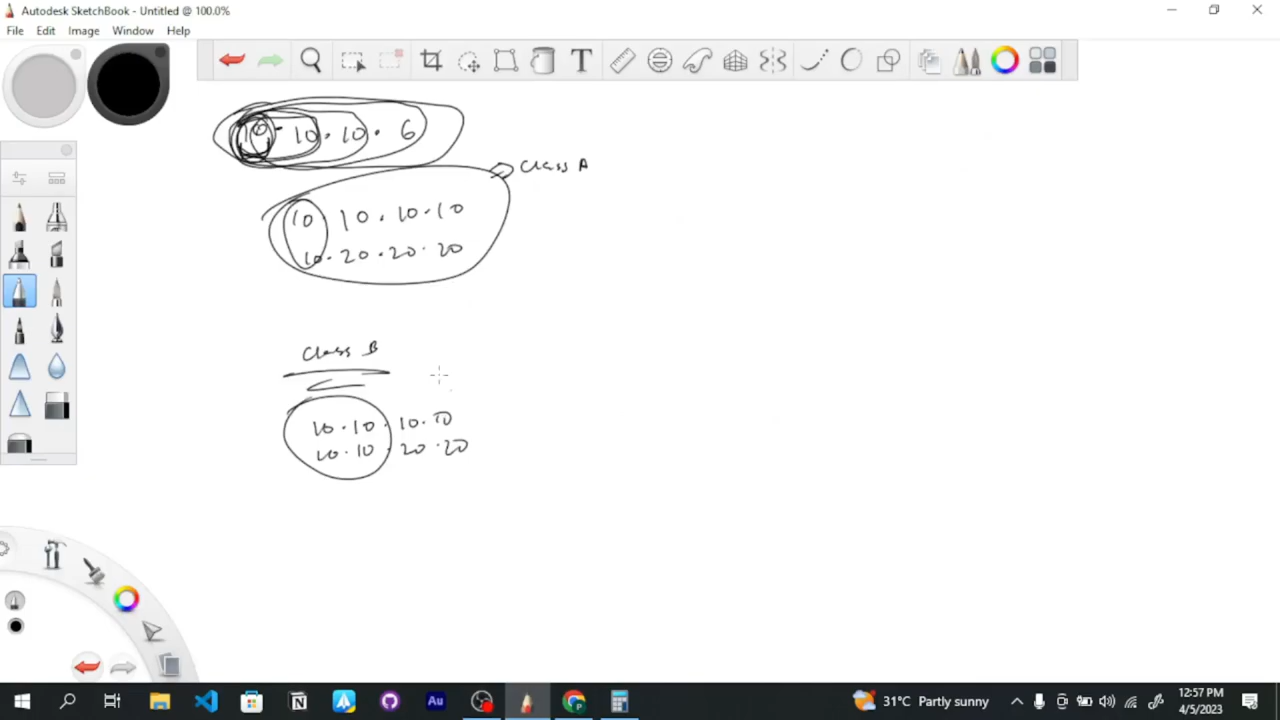 Autodesk SketchBook - Untitled @ 100.0%
File Edit Image Window Help
10 . 10 . 10 . 6
Class A
10 10 . 10 . 10
10 . 20 . 20 . 20
Class B
10 . 10 . 10 . 10
10 . 10 . 20 . 20
31°C Partly sunny
12:57 PM
4/5/2023